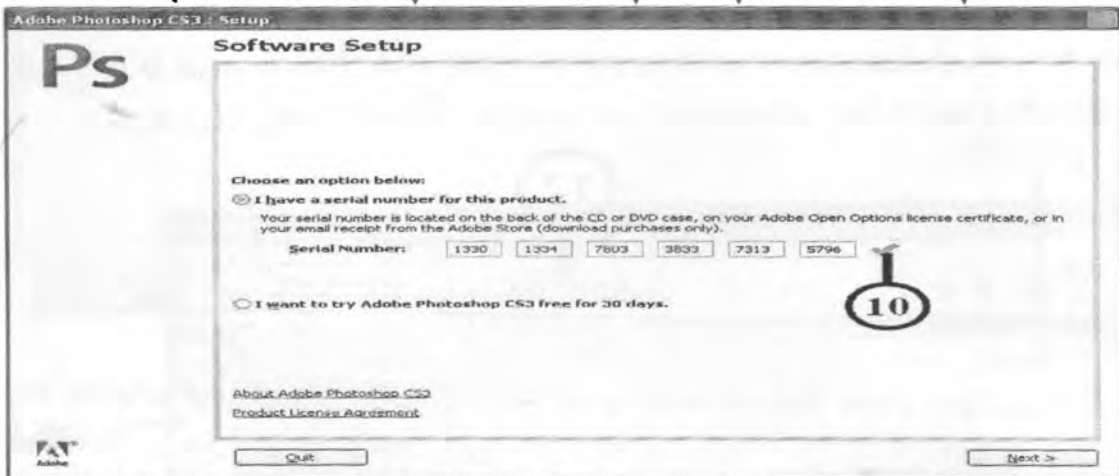 Adobe Photoshop CS3 : Setup
Ps
Software Setup
Choose an option below:
I have a serial number for this product.
Your serial number is located on the back of the CD or DVD case, on your Adobe Open Options license certificate, or in
your email receipt from the Adobe Store (download purchases only).
Serial Number: 1330 1334 7803 3833 7313 5796
10
I want to try Adobe Photoshop CS3 free for 30 days.
About Adobe Photoshop CS3
Product License Agreement
Adobe
Quit
Next >